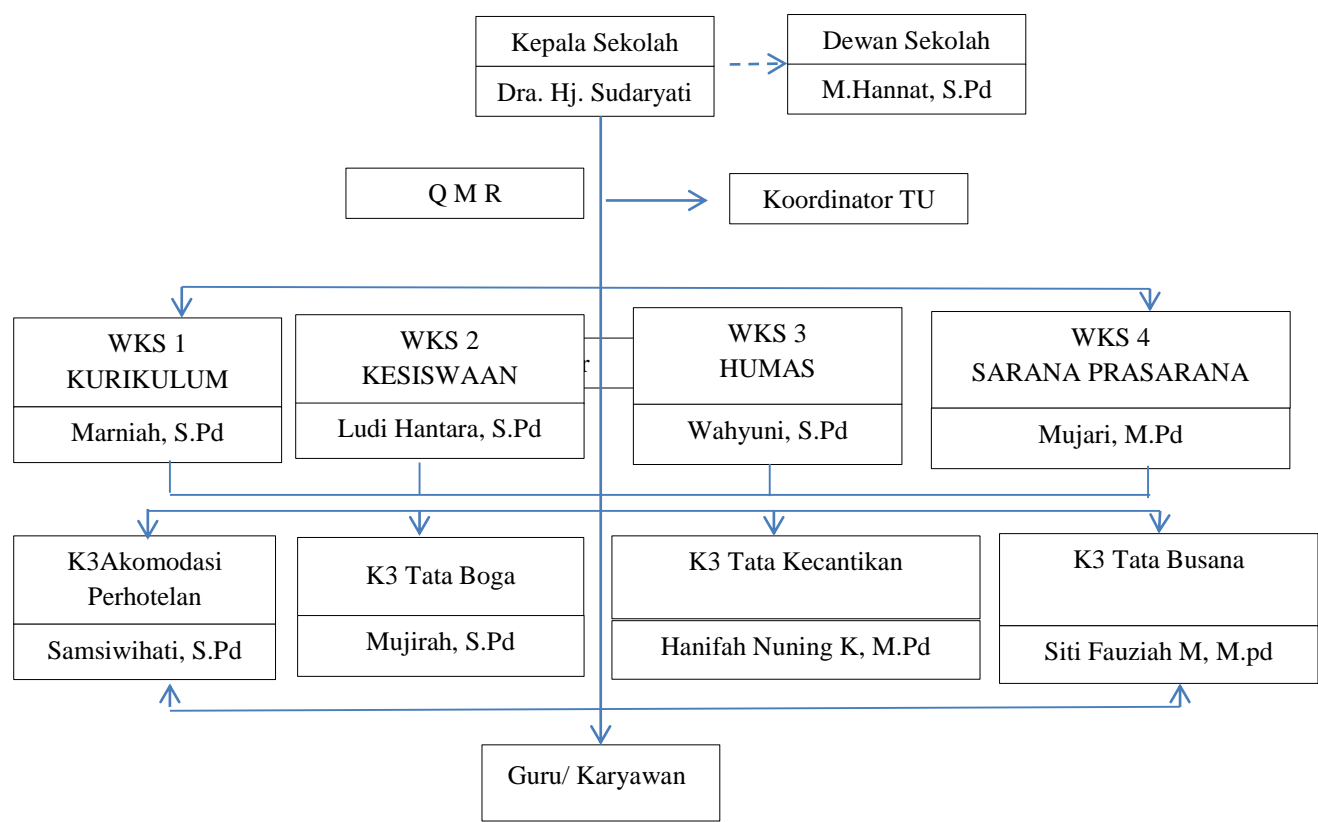 Kepala Sekolah
Dra. Hj. Sudaryati
Dewan Sekolah
M.Hannat, S.Pd
Q M R
Koordinator TU
WKS 1
KURIKULUM
Marniah, S.Pd
WKS 2
KESISWAAN
Ludi Hantara, S.Pd
r
WKS 3
HUMAS
Wahyuni, S.Pd
WKS 4
SARANA PRASARANA
Mujari, M.Pd
K3Akomodasi
Perhotelan
Samsiwihati, S.Pd
K3 Tata Boga
Mujirah, S.Pd
K3 Tata Kecantikan
Hanifah Nuning K, M.Pd
K3 Tata Busana
Siti Fauziah M, M.pd
Guru/ Karyawan